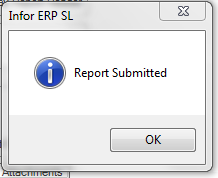 Infor ERP SL
Report Submitted
OK
Attachments